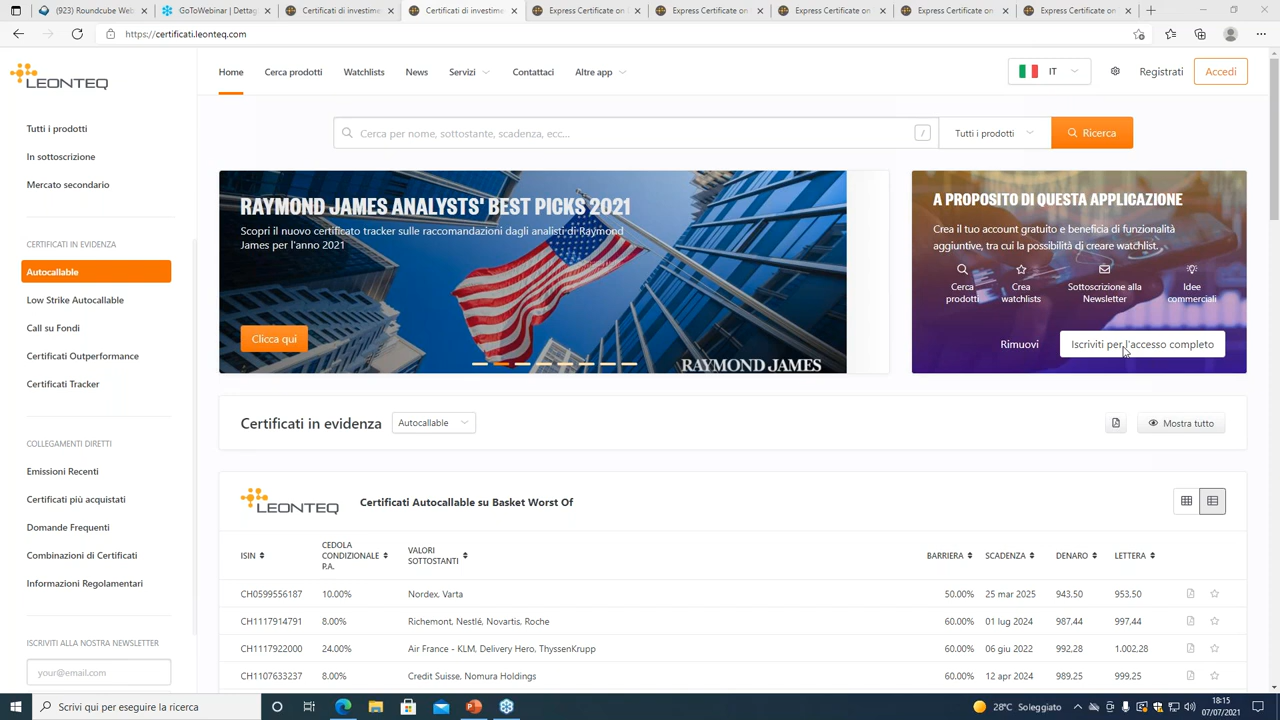 (923) Roundcube Web
GoToWebinar | Dettag
Certificati di investime
Certificati di investime
Express Certificate on
Express Certificate on
Express Certificate on
Express Certificate on
Express Certificate on
https://certificati.leonteq.com
LEONTEQ
Home
Cerca prodotti
Watchlists
News
Servizi
Contattaci
Altre app
IT
Registrati
Accedi
Tutti i prodotti
In sottoscrizione
Mercato secondario
CERTIFICATI IN EVIDENZA
Autocallable
Low Strike Autocallable
Call su Fondi
Certificati Outperformance
Certificati Tracker
COLLEGAMENTI DIRETTI
Emissioni Recenti
Certificati più acquistati
Domande Frequenti
Combinazioni di Certificati
Informazioni Regolamentari
ISCRIVITI ALLA NOSTRA NEWSLETTER
your@email.com
Cerca per nome, sottostante, scadenza, ecc...
/
Tutti i prodotti
Ricerca
RAYMOND JAMES ANALYSTS' BEST PICKS 2021
Scopri il nuovo certificato tracker sulle raccomandazioni dagli analisti di Raymond
James per l'anno 2021
Clicca qui
RAYMOND JAMES
A PROPOSITO DI QUESTA APPLICAZIONE
Crea il tuo account gratuito e beneficia di funzionalità
aggiuntive, tra cui la possibilità di creare watchlist.
Cerca prodotti
Crea watchlists
Sottoscrizione alla Newsletter
Idee commerciali
Rimuovi
Iscriviti per l'accesso completo
Certificati in evidenza
Autocallable
Mostra tutto
LEONTEQ
Certificati Autocallable su Basket Worst Of
ISIN CEDOLA CONDIZIONALE P.A. VALORI SOTTOSTANTI BARRIERA SCADENZA DENARO LETTERA
CH0599556187 10.00% Nordex, Varta 50.00% 25 mar 2025 943.50 953.50
CH1117914791 8.00% Richemont, Nestlé, Novartis, Roche 60.00% 01 lug 2024 987.44 997.44
CH1117922000 24.00% Air France - KLM, Delivery Hero, ThyssenKrupp 60.00% 06 giu 2022 992,28 1.002,28
CH1107633237 8.00% Credit Suisse, Nomura Holdings 60.00% 12 apr 2024 989.25 999.25
Scrivi qui per eseguire la ricerca
28°C Soleggiato
18:15
07/07/2021